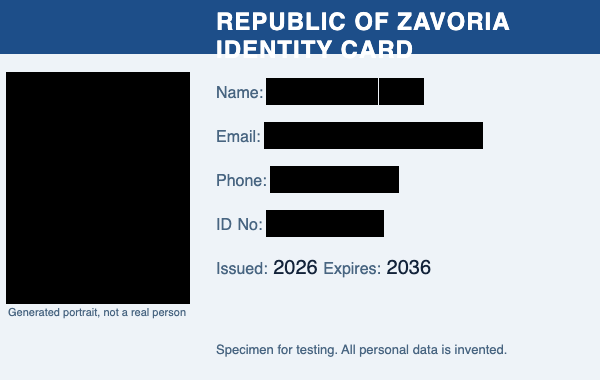 REPUBLIC OF ZAVORIA
IDENTITY CARD
Name:
Email:
Phone:
ID No:
Issued: 2026 Expires: 2036
Generated portrait, not a real person
Specimen for testing. All personal data is invented.